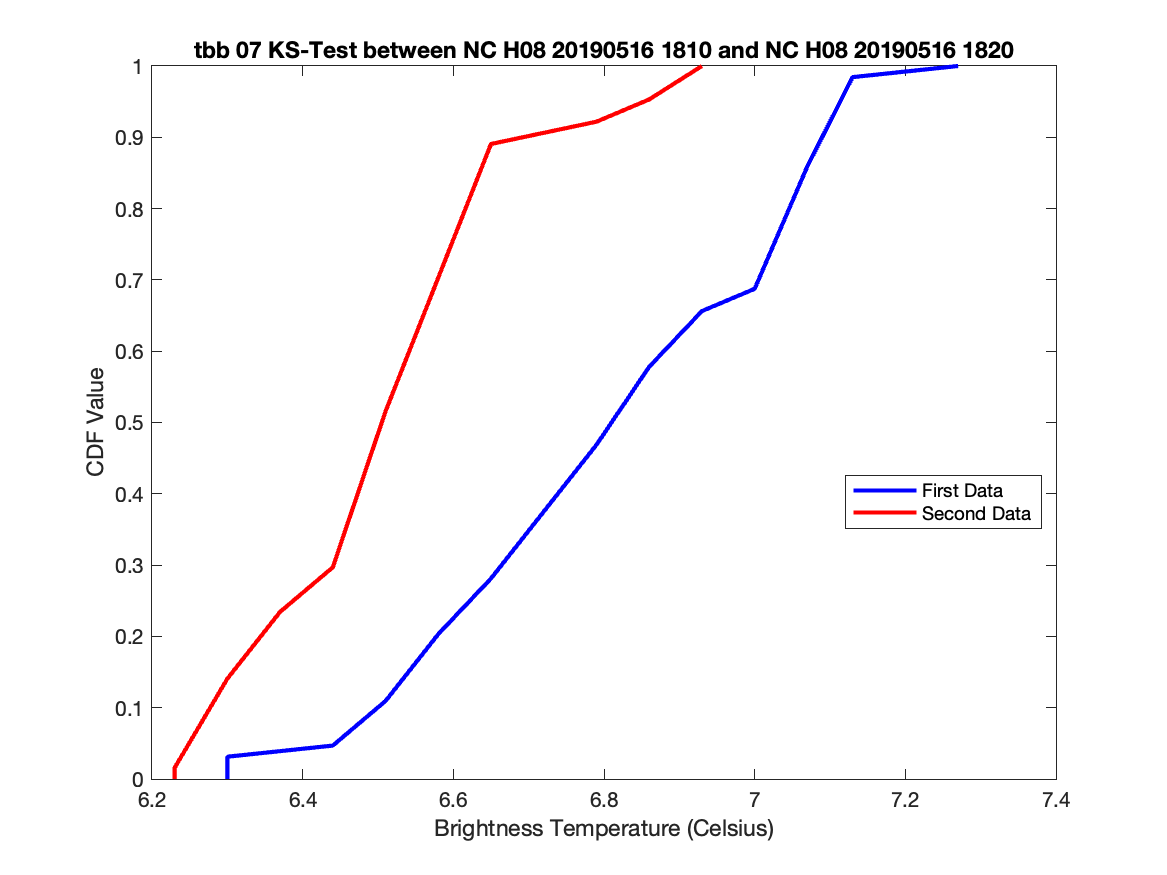 tbb 07 KS-Test between NC H08 20190516 1810 and NC H08 20190516 1820
1
0.9
0.8
0.7
0.6
0.5
0.4
0.3
0.2
0.1
0
CDF Value
First Data
Second Data
6.2 6.4 6.6 6.8 7 7.2 7.4
Brightness Temperature (Celsius)